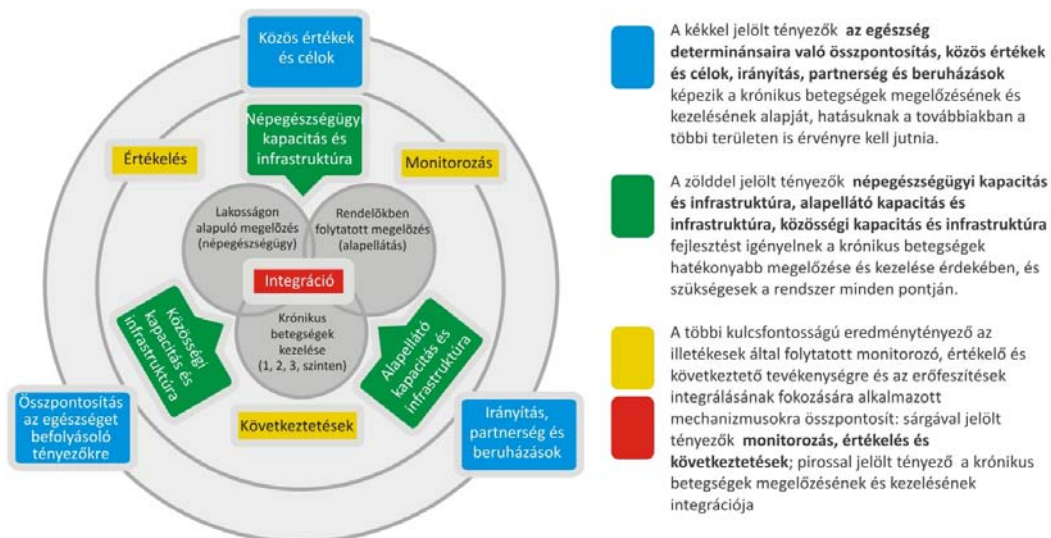 Közös értékek
és célok
Népegészségügyi
kapacitás és
infrastruktúra
Értékelés
Monitorozás
Lakosságon
alapuló megelőzés
(népegészségügy)
Rendelőkben
folytatott megelőzés
(alapellátás)
Integráció
Krónikus
betegségek
kezelése
(1, 2, 3, szinten)
Közösségi
kapacitás és
infrastruktúra
Alapellátó
kapacitás és
infrastruktúra
Következtetések
Összpontosítás
az egészséget
befolyásoló
tényezőkre
Irányítás,
partnerség és
beruházások
A kékkel jelölt tényezők az egészség
determinánsaira való összpontosítás, közös értékek
és célok, irányítás, partnerség és beruházások
képezik a krónikus betegségek megelőzésének és
kezelésének alapját, hatásuknak a továbbiakban a
többi területen is érvényre kell jutnia.
A zölddel jelölt tényezők népegészségügyi kapacitás
és infrastruktúra, alapellátó kapacitás és
infrastruktúra, közösségi kapacitás és infrastruktúra
fejlesztést igényelnek a krónikus betegségek
hatékonyabb megelőzése és kezelése érdekében, és
szükségesek a rendszer minden pontján.
A többi kulcsfontosságú eredménytényező az
illetékesek által folytatott monitorozó, értékelő és
következtető tevékenységre és az erőfeszítések
integrálásának fokozására alkalmazott
mechanizmusokra összpontosít: sárgával jelölt
tényezők monitorozás, értékelés és
következtetések; pirossal jelölt tényező a krónikus
betegségek megelőzésének és kezelésének
integrációja